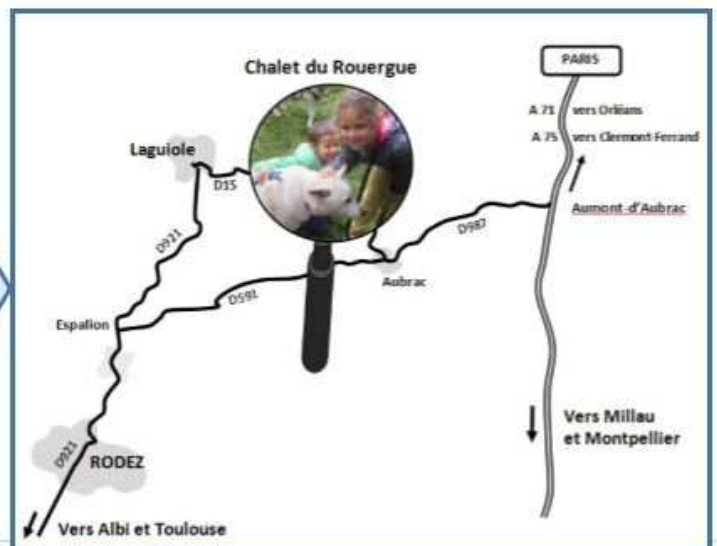 PARIS
Chalet du Rouergue
A 71 vers Orléans
A 75 vers Clermont-Ferrand
Laguiole
D15
Aumont-d'Aubrac
D987
D921
Aubrac
D591
Espalion
Vers Millau
et Montpellier
D921
RODEZ
Vers Albi et Toulouse